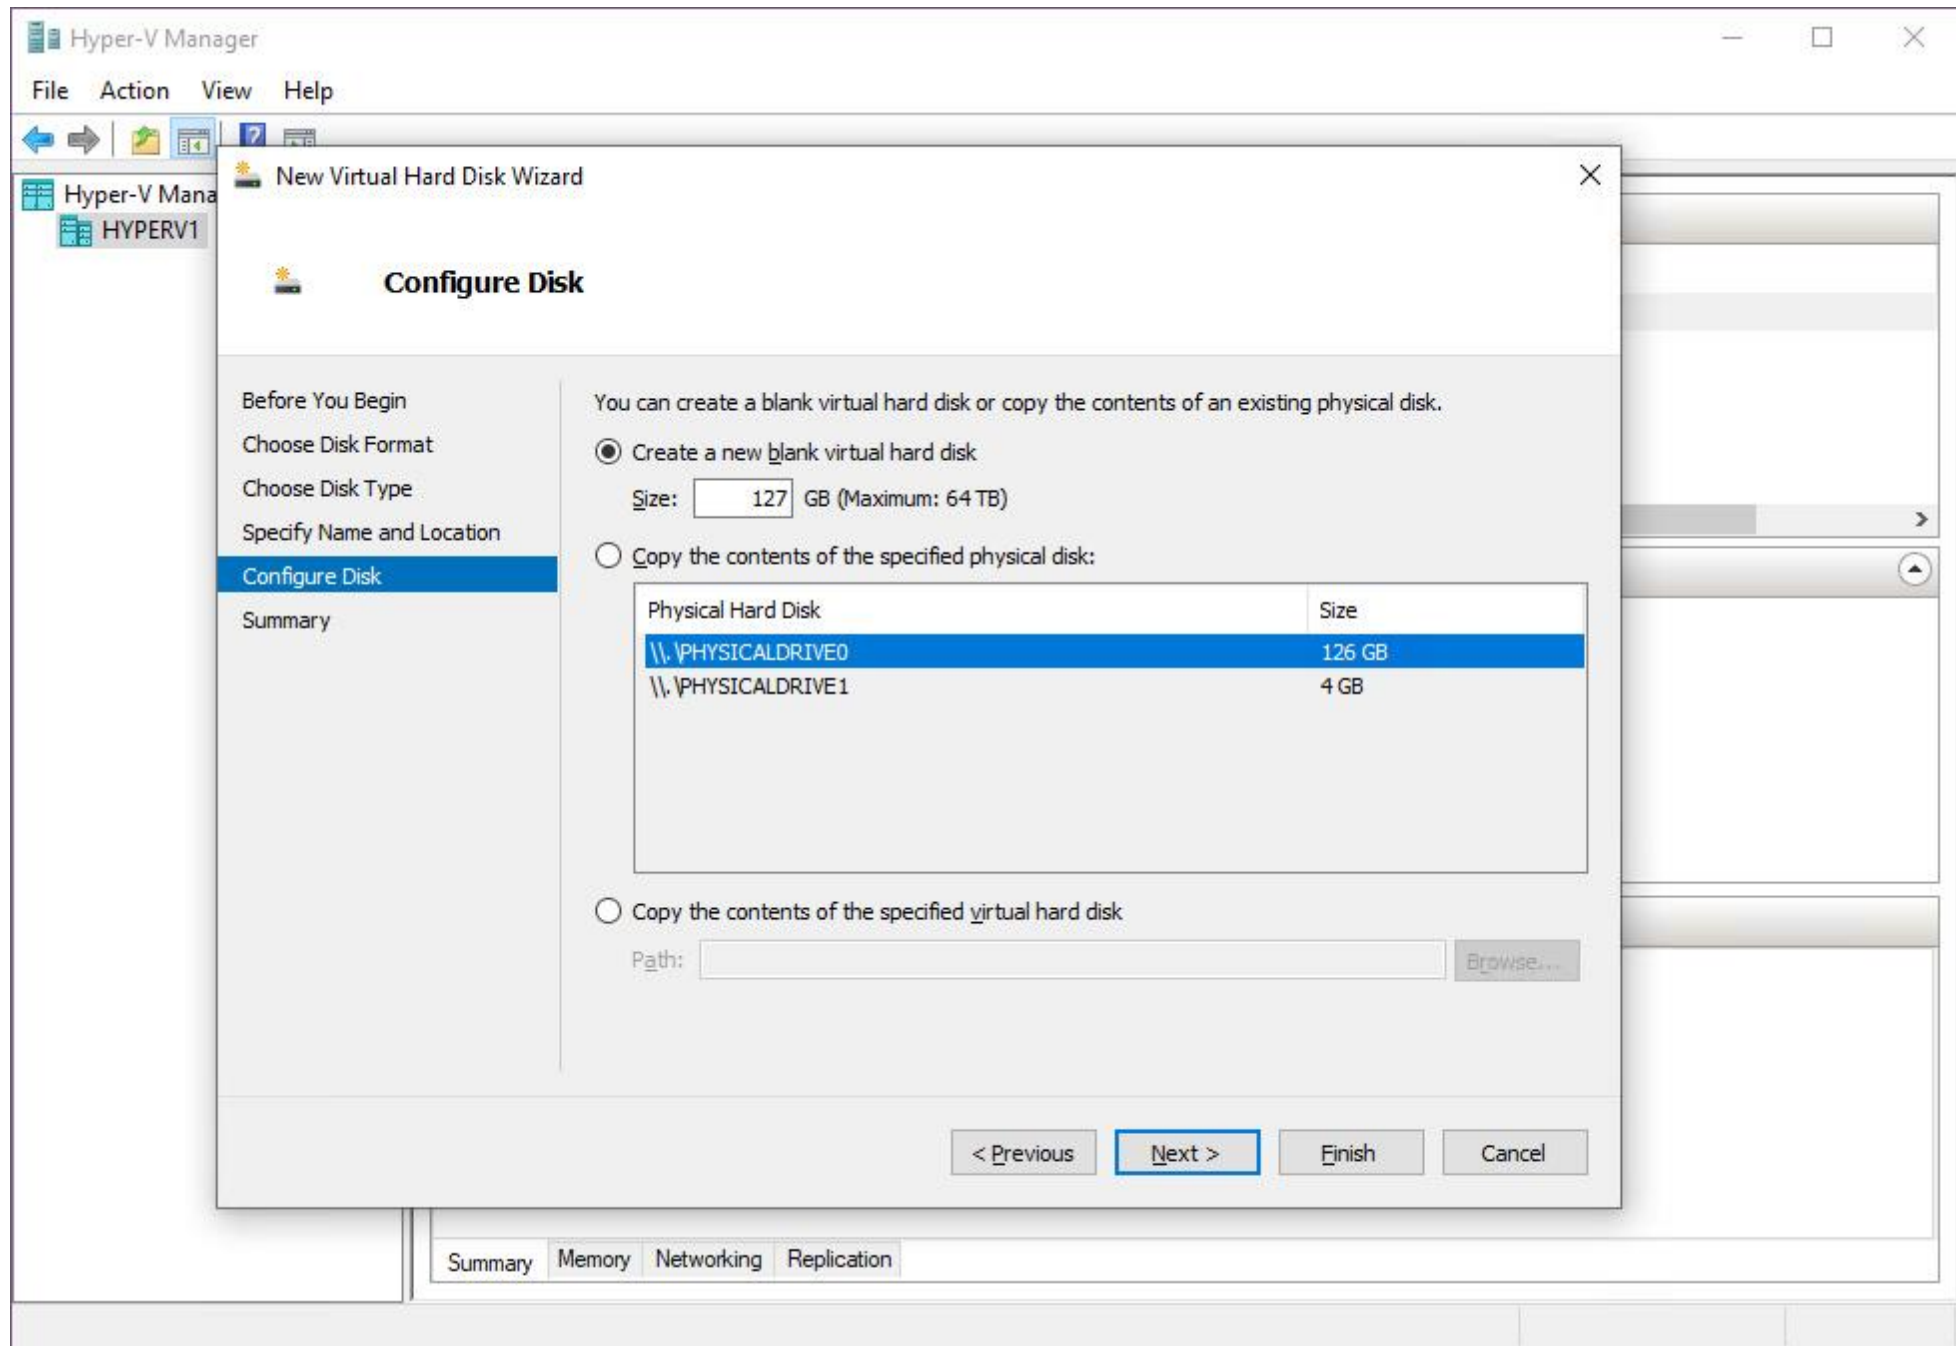 Hyper-V Manager
File Action View Help
Hyper-V Mana
HYPERV1
New Virtual Hard Disk Wizard
Configure Disk
Before You Begin
Choose Disk Format
Choose Disk Type
Specify Name and Location
Configure Disk
Summary
You can create a blank virtual hard disk or copy the contents of an existing physical disk.
Create a new blank virtual hard disk
Size: 127 GB (Maximum: 64 TB)
Copy the contents of the specified physical disk:
Physical Hard Disk Size
\\.\PHYSICALDRIVE0 126 GB
\\.\PHYSICALDRIVE1 4 GB
Copy the contents of the specified virtual hard disk
Path: Browse...
< Previous Next > Finish Cancel
Summary Memory Networking Replication